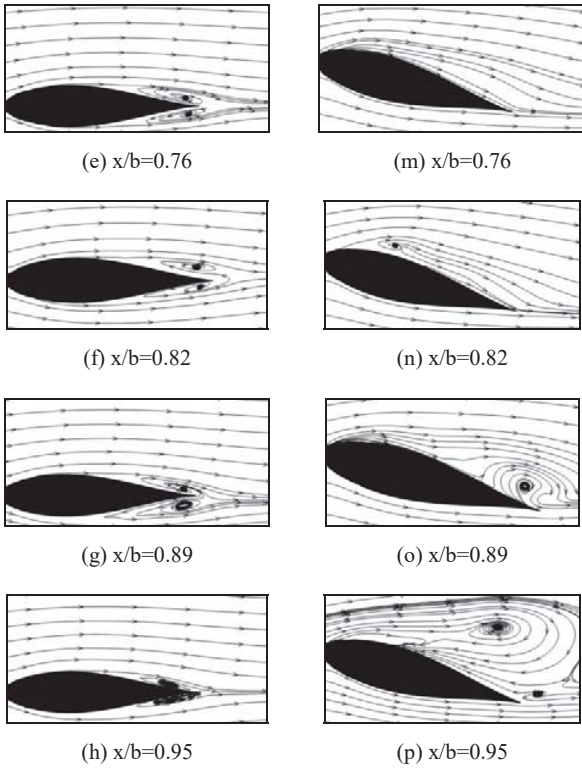 (e) x/b=0.76
(m) x/b=0.76
(f) x/b=0.82
(n) x/b=0.82
(g) x/b=0.89
(o) x/b=0.89
(h) x/b=0.95
(p) x/b=0.95